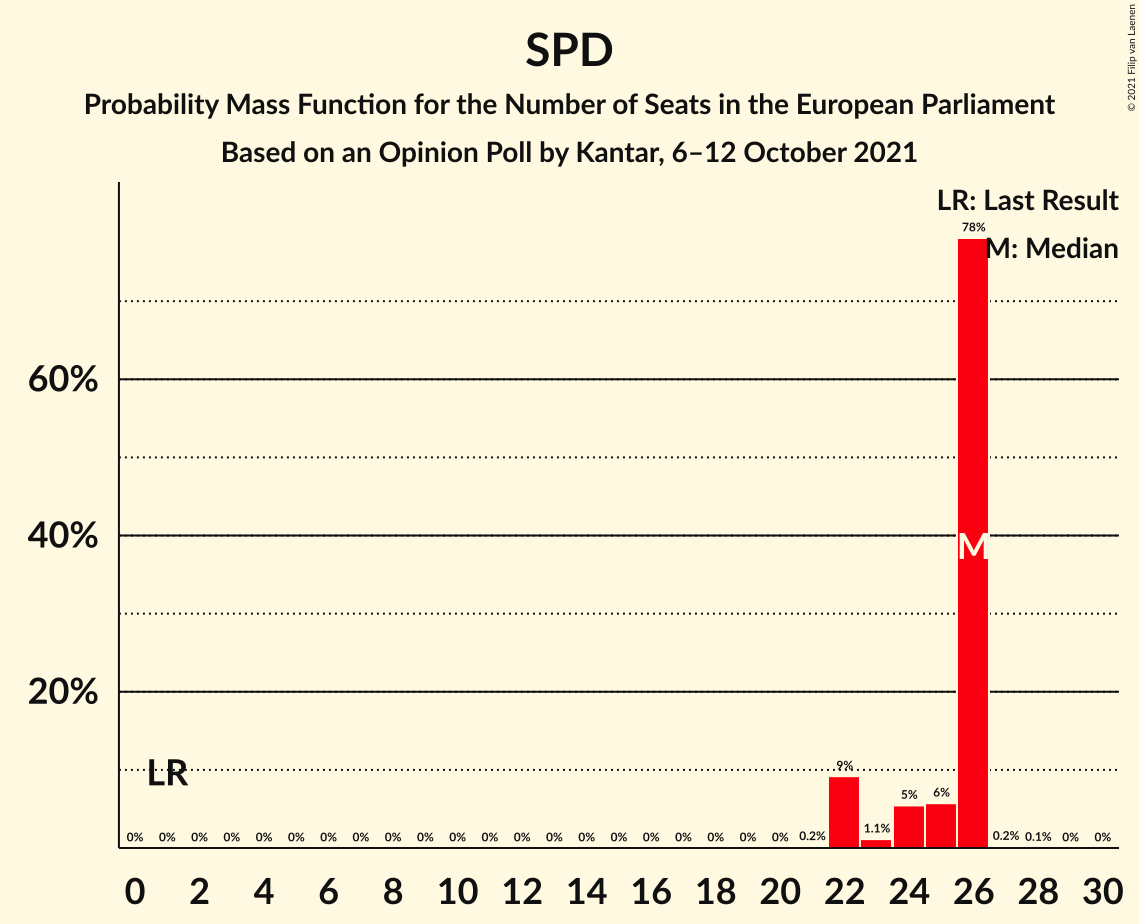 SPD
Probability Mass Function for the Number of Seats in the European Parliament
Based on an Opinion Poll by Kantar, 6–12 October 2021
© 2021 Filip van Laenen
LR: Last Result
M: Median
78%
60%
40%
M
20%
LR
9%
6%
5%
1.1%
0% 0% 0% 0% 0% 0% 0% 0% 0% 0% 0% 0% 0% 0% 0% 0% 0% 0% 0% 0% 0% 0.2% 0.2% 0.1% 0% 0%
0 2 4 6 8 10 12 14 16 18 20 22 24 26 28 30